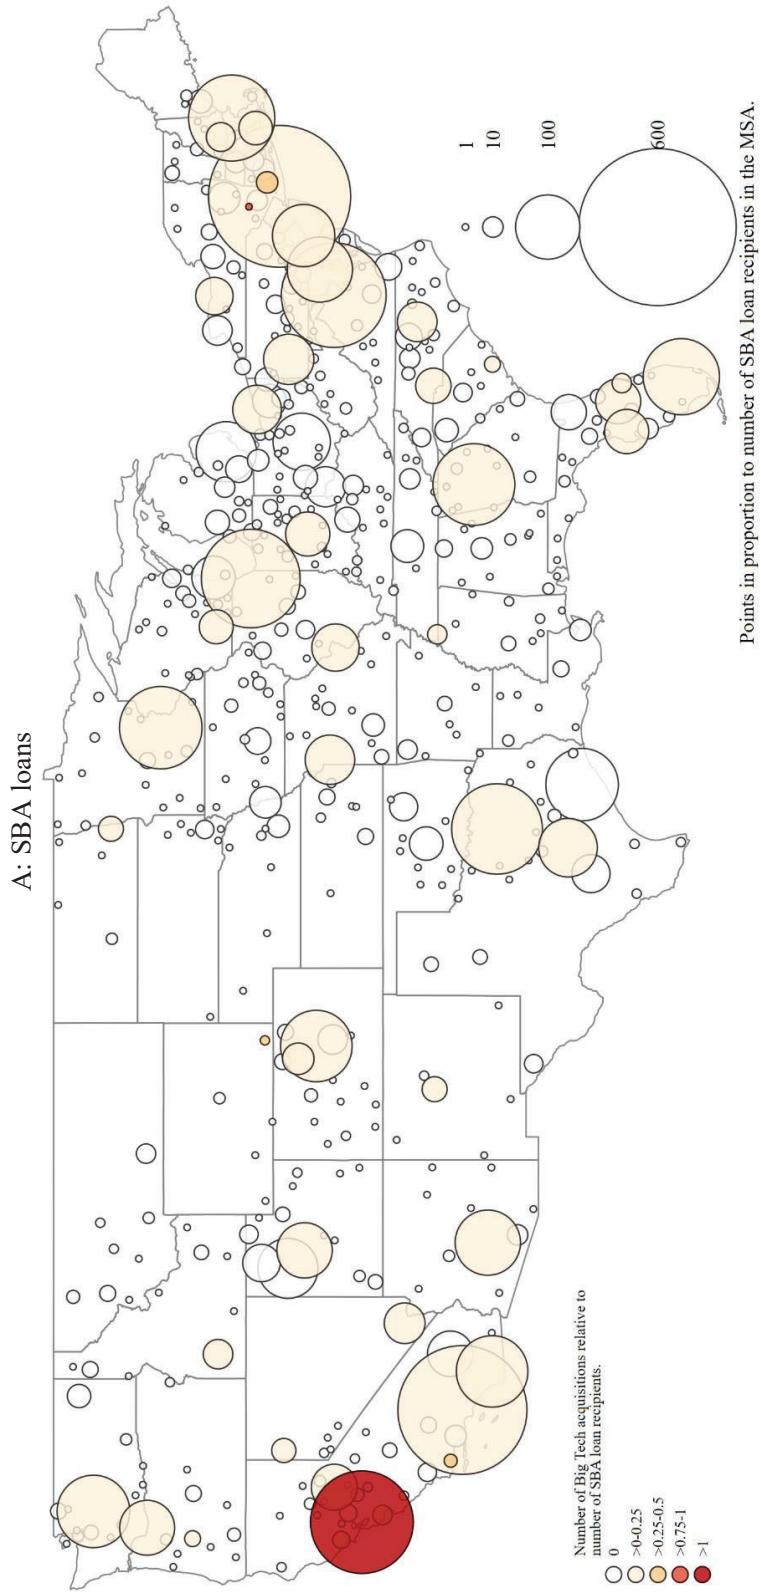 A: SBA loans
Number of Big Tech acquisitions relative to
number of SBA loan recipients.
0
>0-0.25
>0.25-0.5
>0.75-1
>1
1
10
100
600
Points in proportion to number of SBA loan recipients in the MSA.